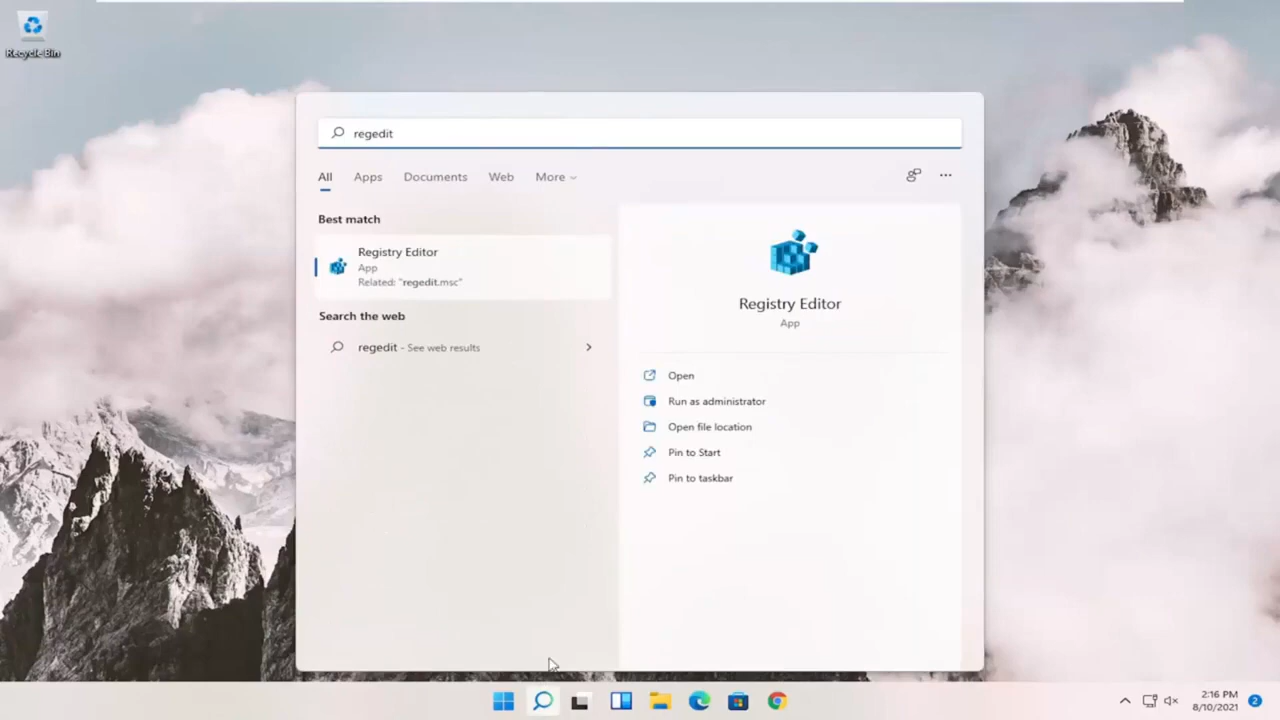 Recycle Bin
regedit
All Apps Documents Web More
Best match
Registry Editor
App
Related: "regedit.msc"
Search the web
regedit - See web results
Registry Editor
App
Open
Run as administrator
Open file location
Pin to Start
Pin to taskbar
2:16 PM
8/10/2021
2